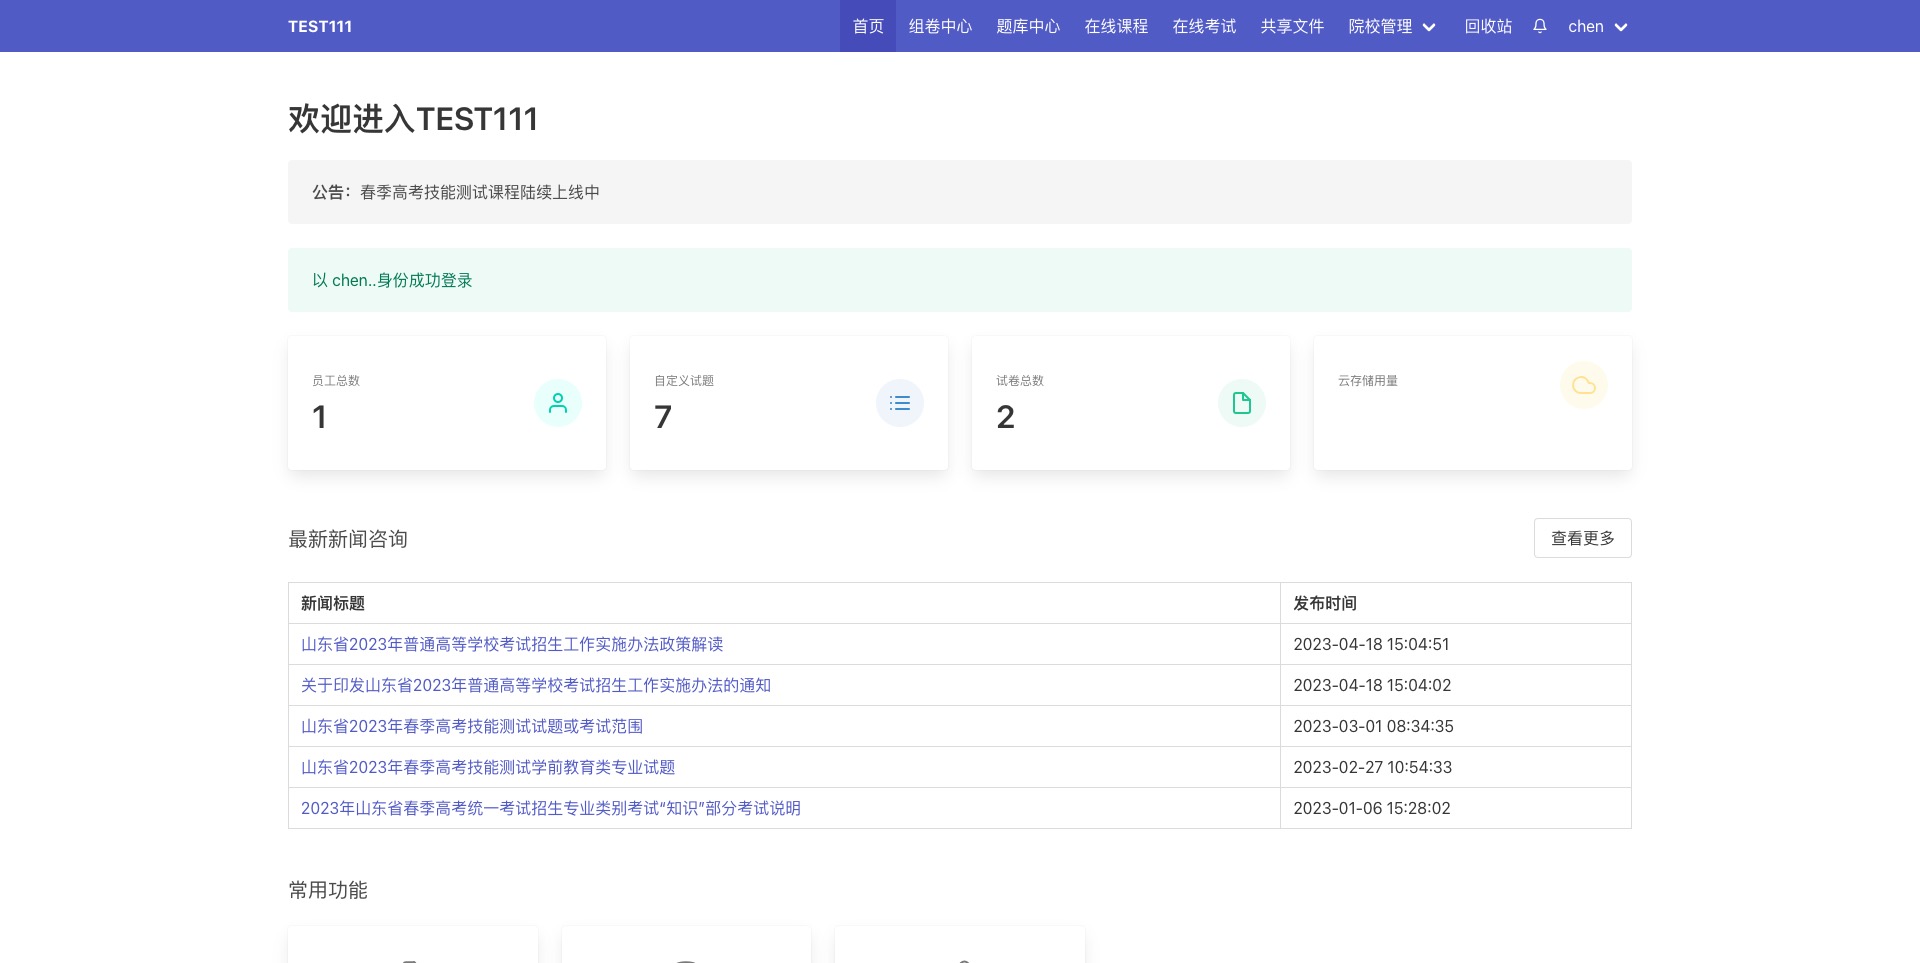 TEST111 首页 组卷中心 题库中心 在线课程 在线考试 共享文件 院校管理 回收站 chen
欢迎进入TEST111
公告：春季高考技能测试课程陆续上线中
以 chen..身份成功登录
员工总数 自定义试题 试卷总数 云存储用量
1 7 2
最新新闻咨询 查看更多
新闻标题 发布时间
山东省2023年普通高等学校考试招生工作实施办法政策解读 2023-04-18 15:04:51
关于印发山东省2023年普通高等学校考试招生工作实施办法的通知 2023-04-18 15:04:02
山东省2023年春季高考技能测试试题或考试范围 2023-03-01 08:34:35
山东省2023年春季高考技能测试学前教育类专业试题 2023-02-27 10:54:33
2023年山东省春季高考统一考试招生专业类别考试“知识”部分考试说明 2023-01-06 15:28:02
常用功能